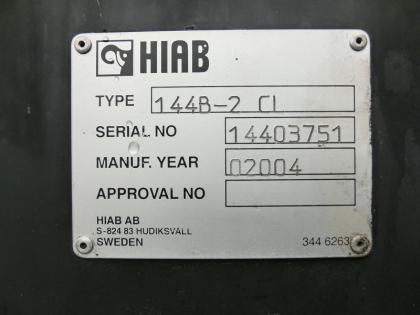 HIAB
TYPE 144B-2 CL
SERIAL NO 14403751
MANUF. YEAR 02004
APPROVAL NO
HIAB AB
S-824 83 HUDIKSVALL
SWEDEN 344 6263